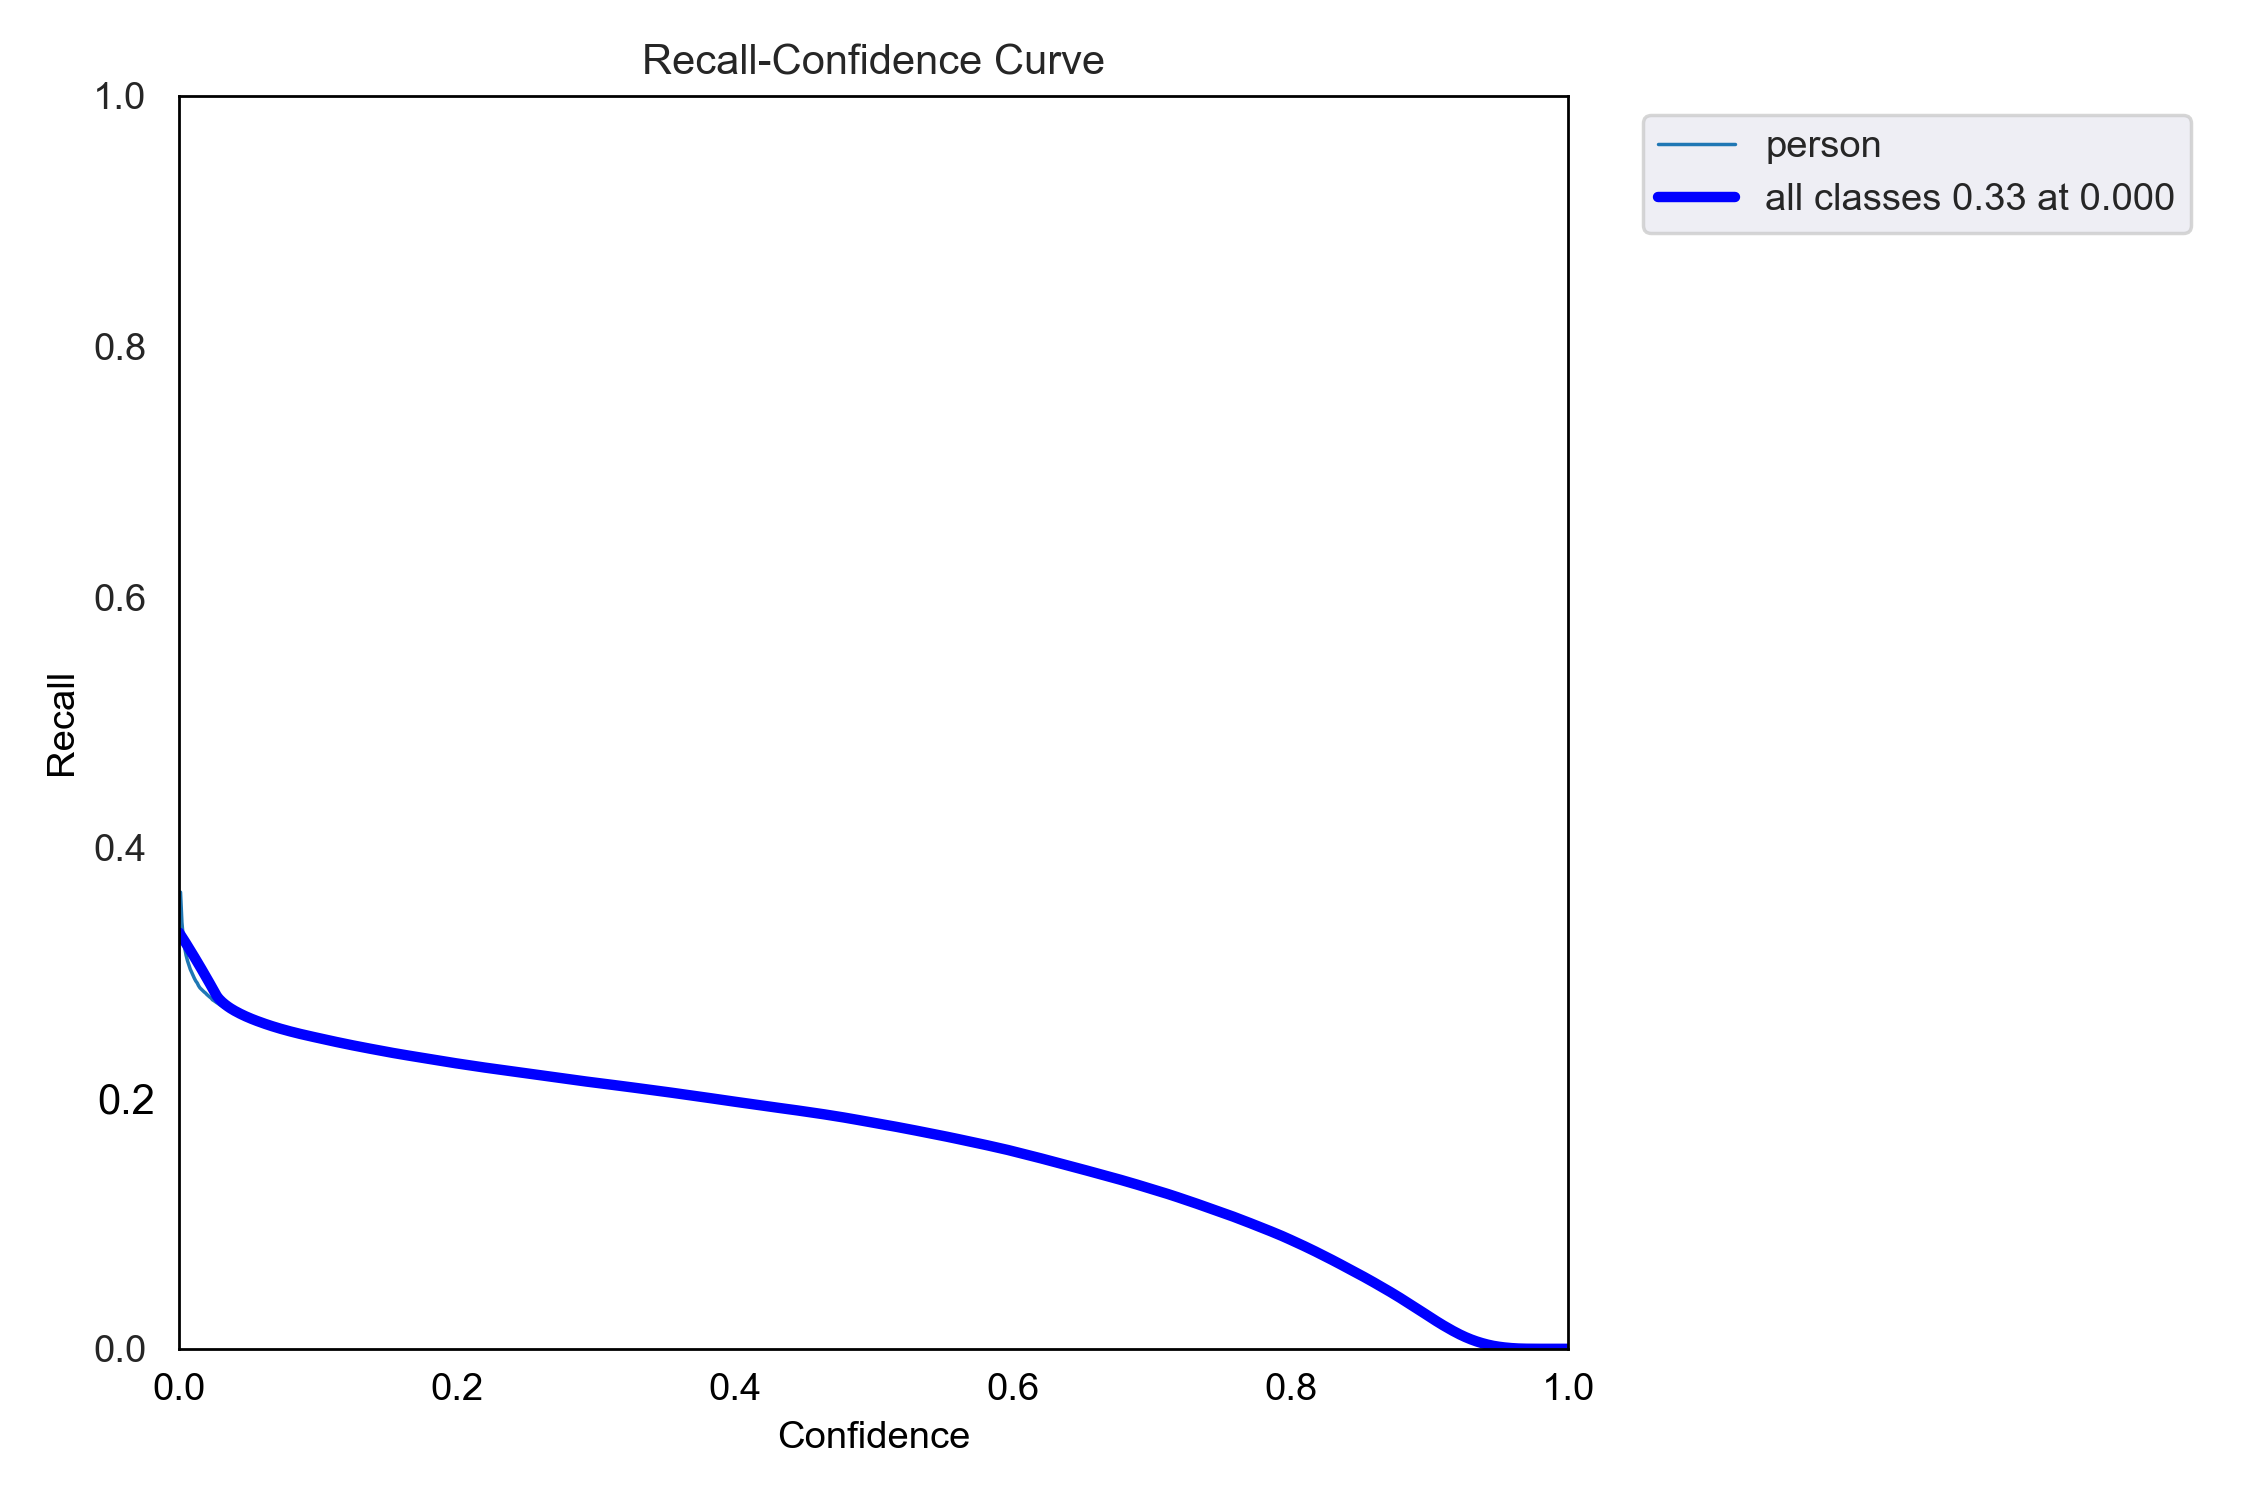 Recall-Confidence Curve
1.0
0.8
0.6
0.4
0.2
0.0
Recall
0.0 0.2 0.4 0.6 0.8 1.0
Confidence
person
all classes 0.33 at 0.000